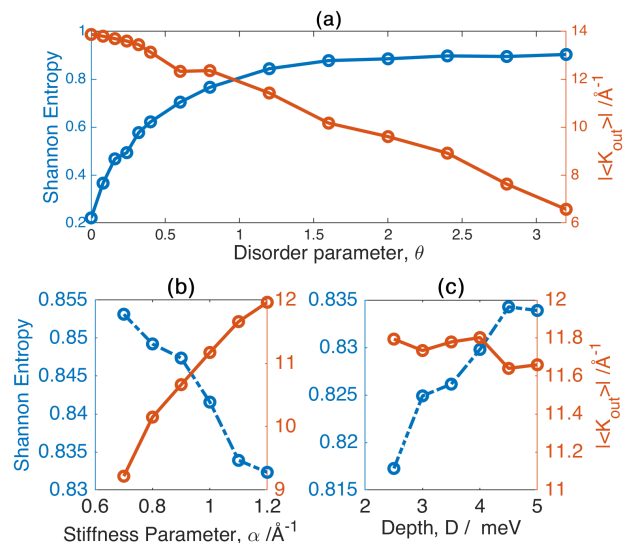 (a)
1
0.8
0.6
0.4
0.2
Shannon Entropy
14
12
10
8
6
|<K_out>| /Å^-1
0 0.5 1 1.5 2 2.5 3
Disorder parameter, θ
(b)
0.855
0.85
0.845
0.84
0.835
0.83
Shannon Entropy
12
11
10
9
0.6 0.8 1 1.2
Stiffness Parameter, α /Å^-1
(c)
0.835
0.83
0.825
0.82
0.815
12
11.8
11.6
11.4
11.2
11
|<K_out>| /Å^-1
2 3 4 5
Depth, D / meV